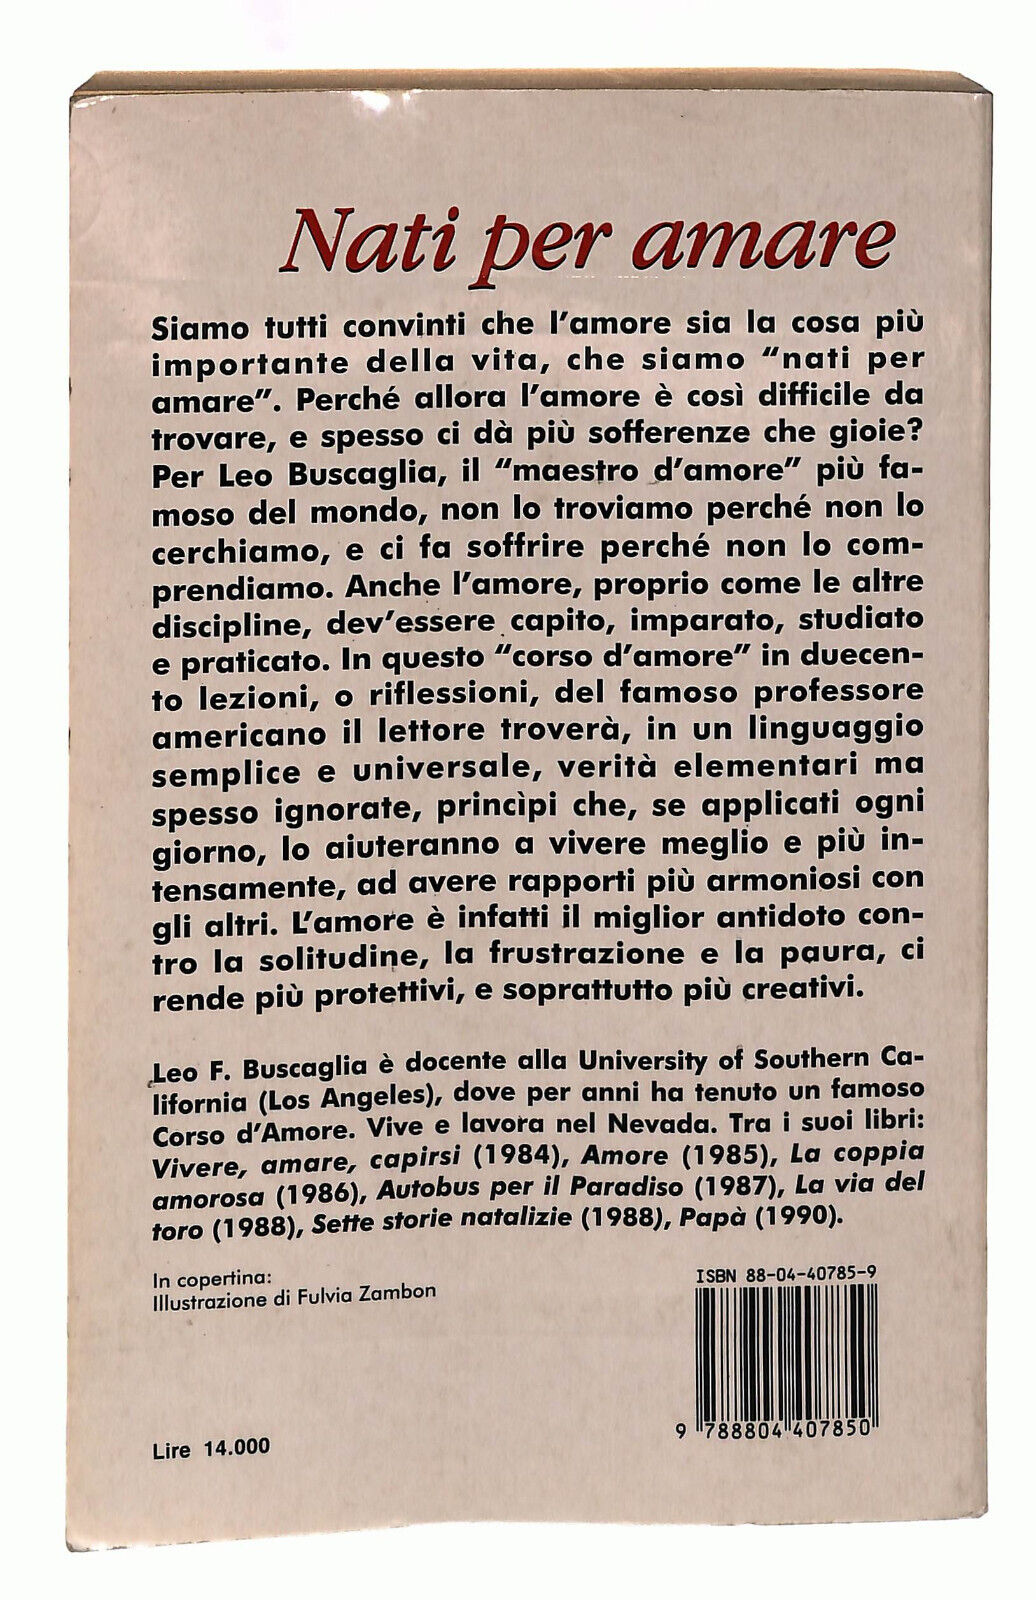 Nati per amare
Siamo tutti convinti che l'amore sia la cosa più
importante della vita, che siamo "nati per
amare". Perché allora l'amore è così difficile da
trovare, e spesso ci dà più sofferenze che gioie?
Per Leo Buscaglia, il "maestro d'amore" più fa-
moso del mondo, non lo troviamo perché non lo
cerchiamo, e ci fa soffrire perché non lo com-
prendiamo. Anche l'amore, proprio come le altre
discipline, dev'essere capito, imparato, studiato
e praticato. In questo "corso d'amore" in duecen-
to lezioni, o riflessioni, del famoso professore
americano il lettore troverà, in un linguaggio
semplice e universale, verità elementari ma
spesso ignorate, princìpi che, se applicati ogni
giorno, lo aiuteranno a vivere meglio e più in-
tensamente, ad avere rapporti più armoniosi con
gli altri. L'amore è infatti il miglior antidoto con-
tro la solitudine, la frustrazione e la paura, ci
rende più protettivi, e soprattutto più creativi.
Leo F. Buscaglia è docente alla University of Southern Ca-
lifornia (Los Angeles), dove per anni ha tenuto un famoso
Corso d'Amore. Vive e lavora nel Nevada. Tra i suoi libri:
Vivere, amare, capirsi (1984), Amore (1985), La coppia
amorosa (1986), Autobus per il Paradiso (1987), La via del
toro (1988), Sette storie natalizie (1988), Papà (1990).
In copertina:
Illustrazione di Fulvia Zambon
ISBN 88-04-40785-9
9 788804 407850
Lire 14.000